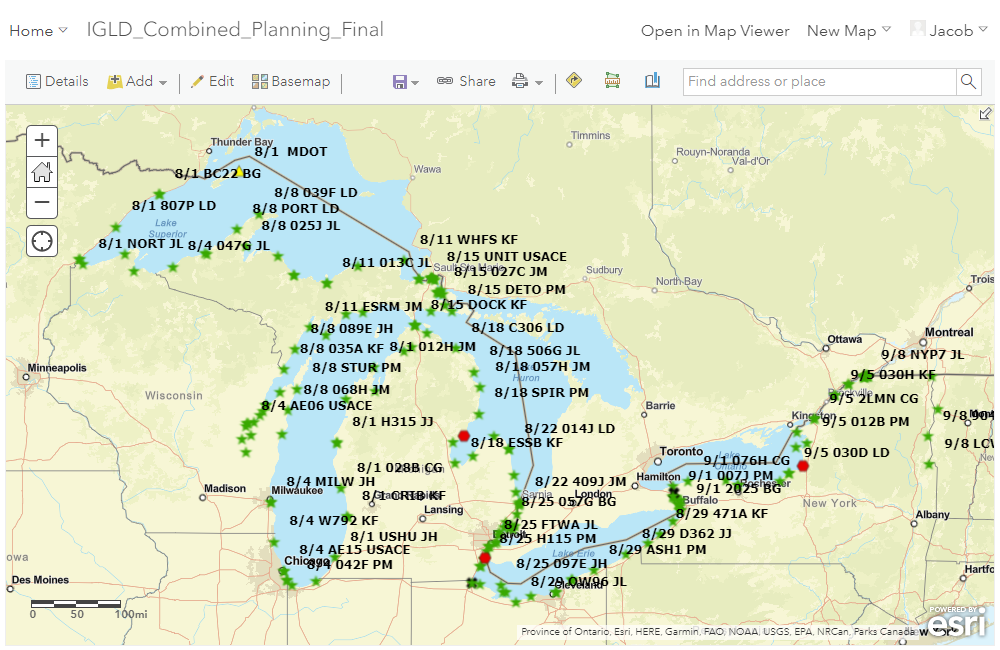 Home
IGLD_Combined_Planning_Final
Open in Map Viewer
New Map
Jacob
Details
Add
Edit
Basemap
Share
Find address or place
Timmins
Thunder Bay
8/1 MDOT
Rouyn-Noranda
Val-d'Or
Wawa
8/1 BC22 BG
8/8 039F LD
8/1 807P LD
8/8 PORT LD
Lake
Superior
8/8 025J JL
8/1 NORT JL
8/4 047G JL
8/11 WHFS KF
8/15 UNIT USACE
8/11 013C JL
8/15 027C JM
Sudbury
North Bay
8/15 DETO PM
8/11 ESRM JM
8/15 DOCK KF
8/8 089E JH
8/18 C306 LD
Ottawa
Montreal
8/8 035A KF
8/1 012H JM
8/18 506G JL
9/8 NYP7 JL
Minneapolis
8/8 STUR PM
8/18 057H JM
Huron
9/5 030H KF
Wisconsin
8/8 068H JM
8/18 SPIR PM
9/5 2LMN CG
8/4 AE06 USACE
Barrie
Kingston
8/1 H315 JJ
8/22 014J LD
9/5 012B PM
8/18 ESSB KF
Toronto
9/5 030D LD
8/1 028B CG
9/1 076H CG
Madison
Milwaukee
8/4 MILW JH
8/22 409J JM
Hamilton
9/1 007J PM
Lansing
Sarnia
London
9/1 2025 BG
8/25 057G BG
Buffalo
New York
8/4 W792 KF
8/29 471A KF
Albany
8/1 USHU JH
8/25 FTWA JL
8/25 H115 PM
8/29 D362 JJ
8/4 AE15 USACE
Lake Erie
8/29 ASH1 PM
Chicago
8/4 042F PM
8/25 097E JH
Des Moines
8/29 OW96 JL
Cleveland
0 50 100mi
Province of Ontario, Esri, HERE, Garmin, FAO, NOAA, USGS, EPA, NRCan, Parks Canada
POWERED BY
esri